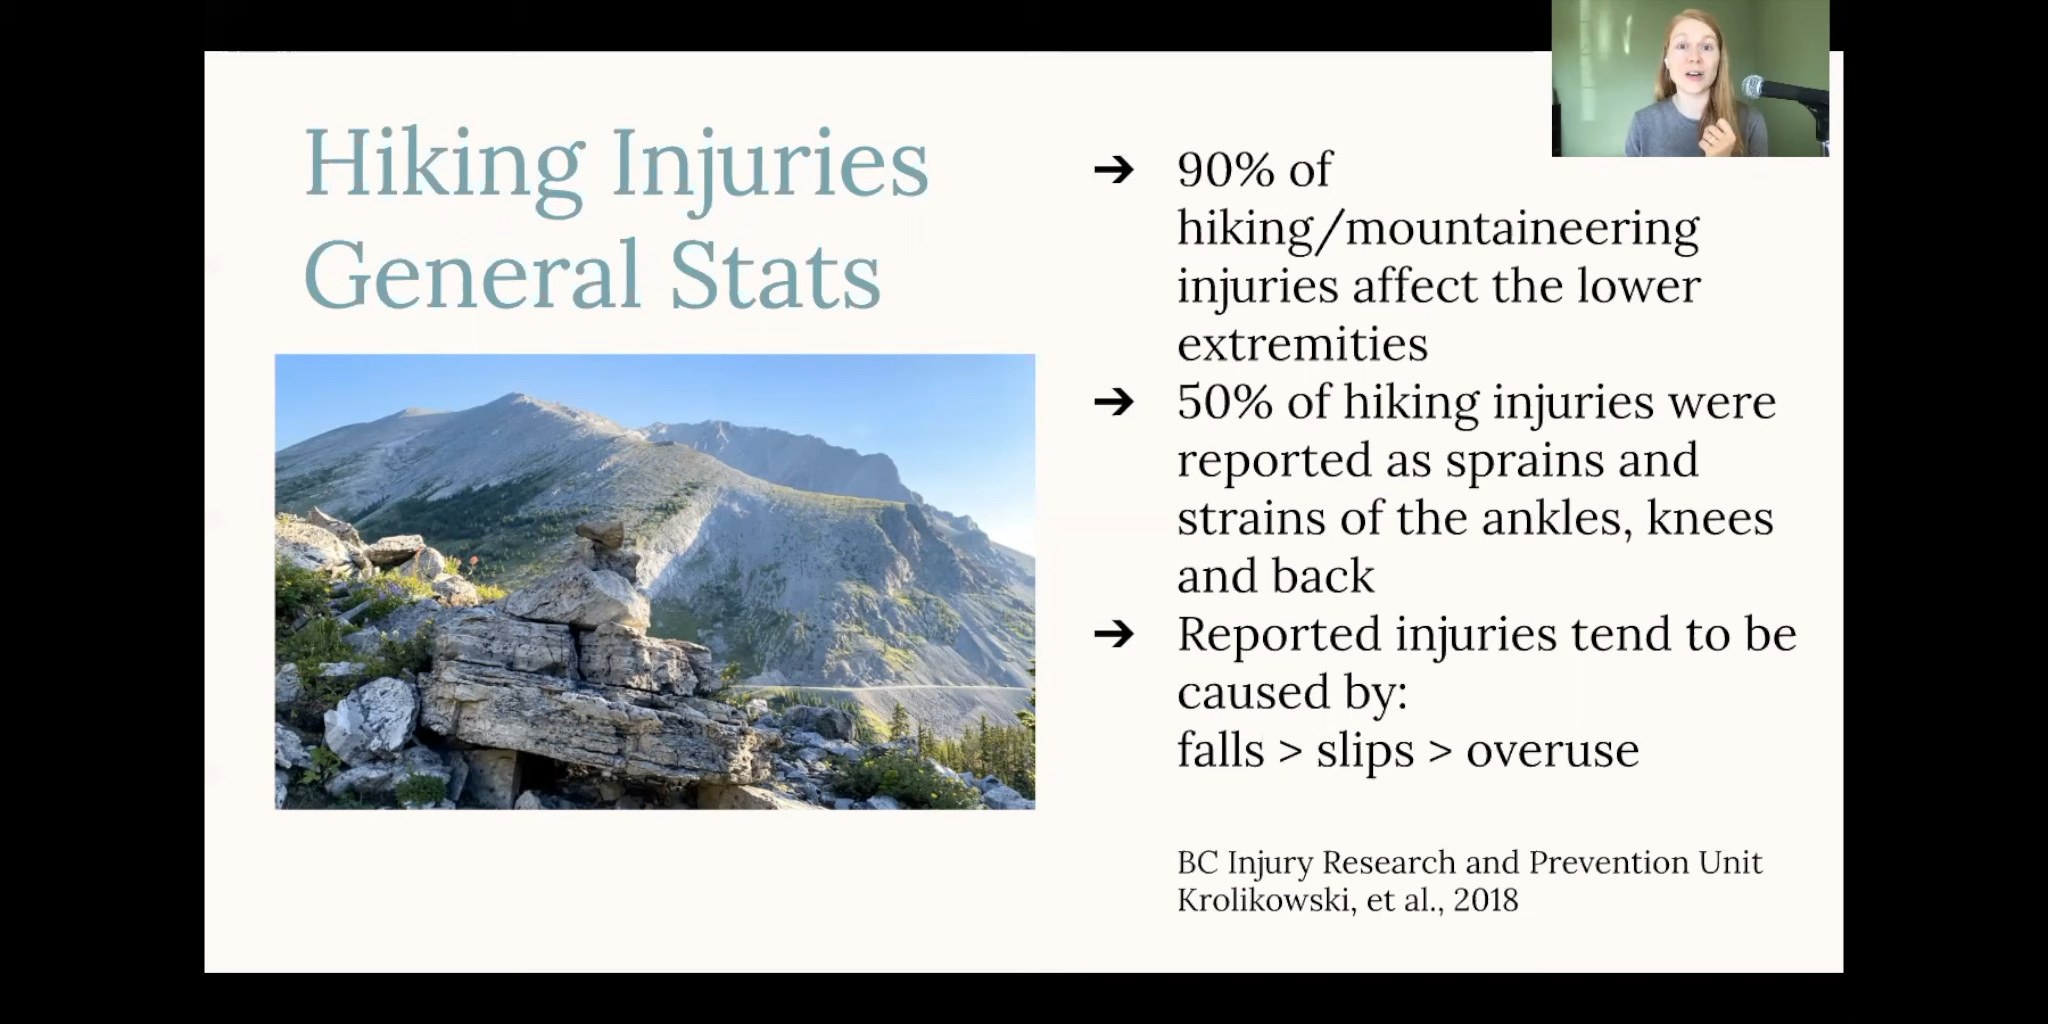 Hiking Injuries
General Stats
➔ 90% of
hiking/mountaineering
injuries affect the lower
extremities
➔ 50% of hiking injuries were
reported as sprains and
strains of the ankles, knees
and back
➔ Reported injuries tend to be
caused by:
falls > slips > overuse
BC Injury Research and Prevention Unit
Krolikowski, et al., 2018